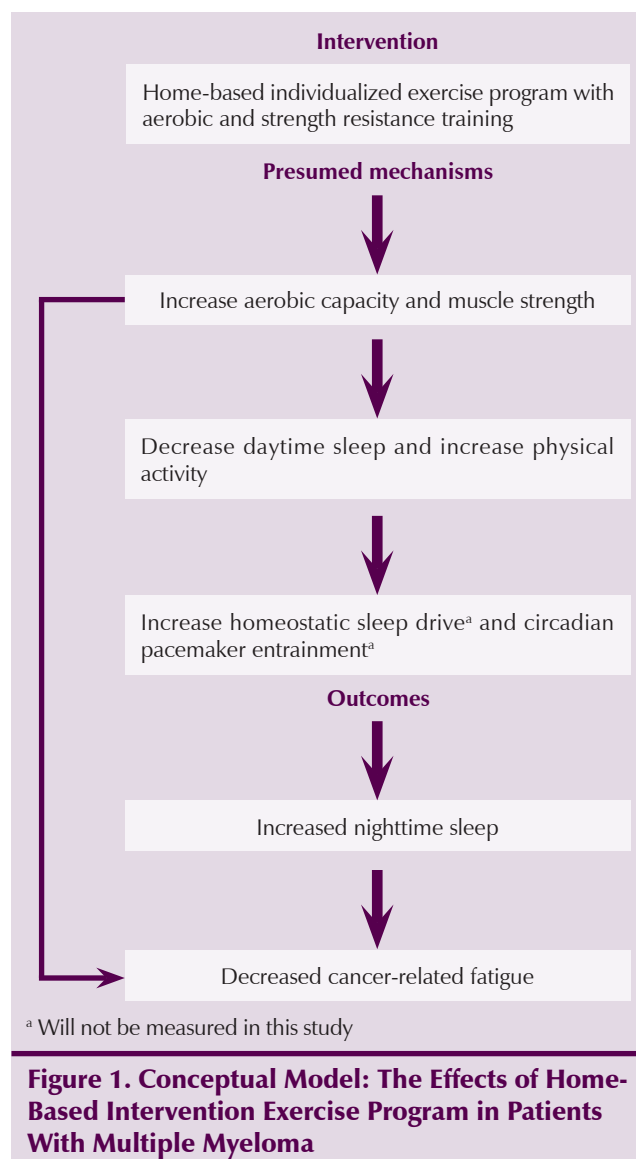 Intervention
Home-based individualized exercise program with
aerobic and strength resistance training
Presumed mechanisms
Increase aerobic capacity and muscle strength
Decrease daytime sleep and increase physical
activity
Increase homeostatic sleep driveᵃ and circadian
pacemaker entrainmentᵃ
Outcomes
Increased nighttime sleep
Decreased cancer-related fatigue
ᵃ Will not be measured in this study
Figure 1. Conceptual Model: The Effects of Home-
Based Intervention Exercise Program in Patients
With Multiple Myeloma